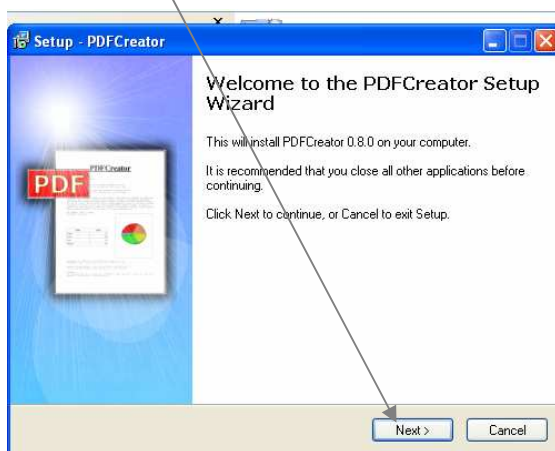 Setup - PDFCreator
Welcome to the PDFCreator Setup
Wizard
This will install PDFCreator 0.8.0 on your computer.
It is recommended that you close all other applications before
continuing.
Click Next to continue, or Cancel to exit Setup.
PDFCreator
PDF
Next >
Cancel